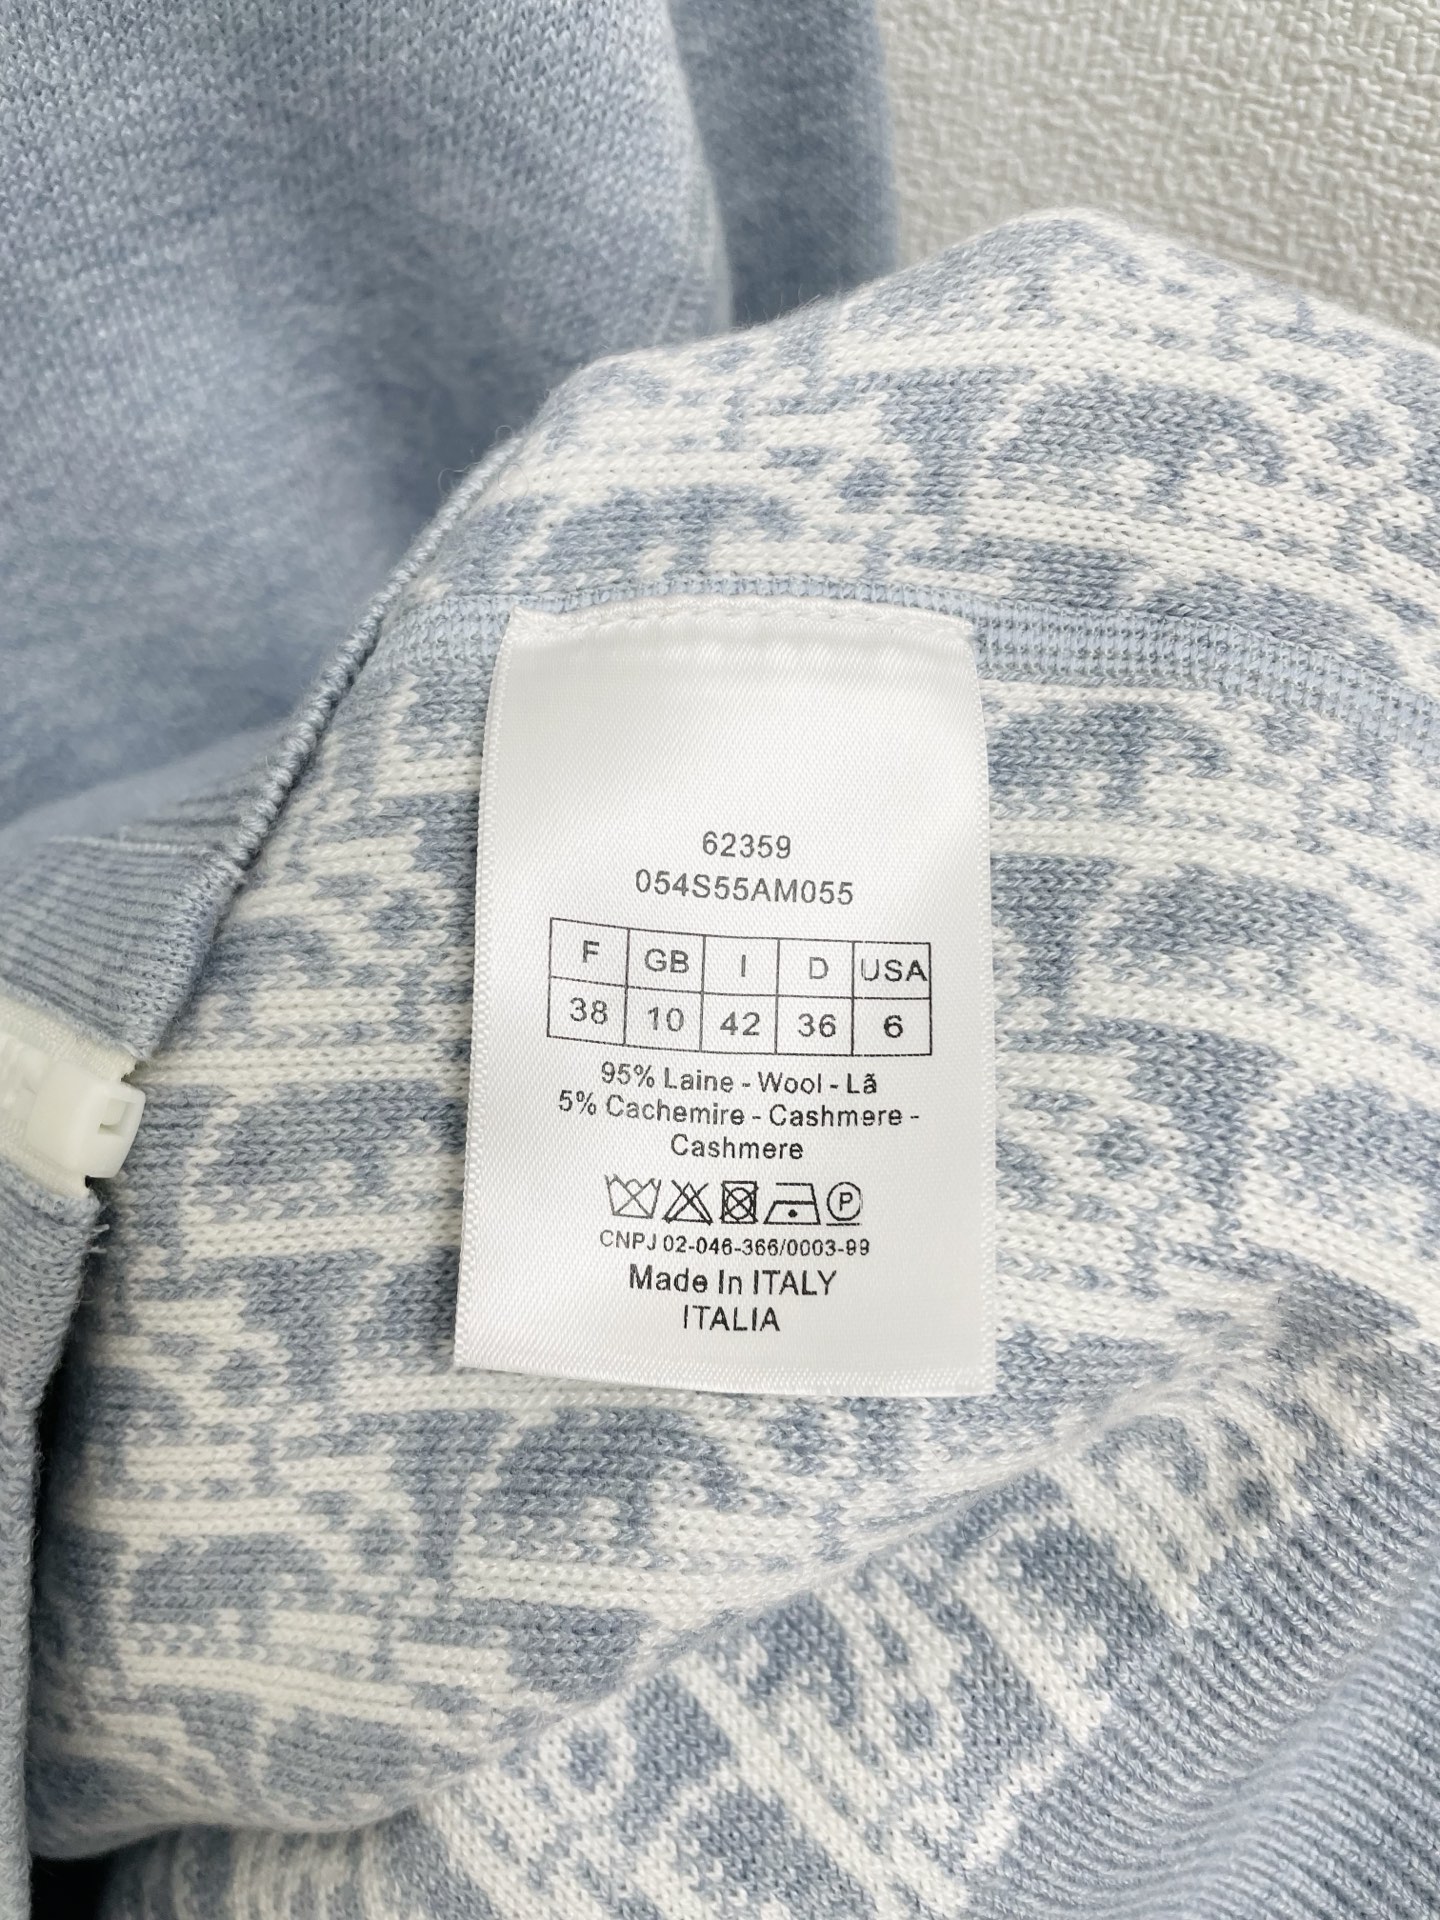 62359
054S55AM055
F GB I D USA
38 10 42 36 6
95% Laine - Wool - Lã
5% Cachemire - Cashmere -
Cashmere
P
CNPJ 02-046-366/0003-99
Made In ITALY
ITALIA